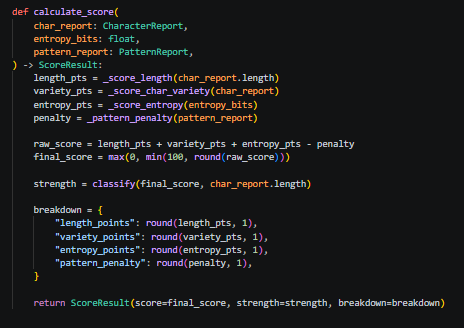 def calculate_score(
    char_report: CharacterReport,
    entropy_bits: float,
    pattern_report: PatternReport,
) -> ScoreResult:
    length_pts = _score_length(char_report.length)
    variety_pts = _score_char_variety(char_report)
    entropy_pts = _score_entropy(entropy_bits)
    penalty = _pattern_penalty(pattern_report)

    raw_score = length_pts + variety_pts + entropy_pts - penalty
    final_score = max(0, min(100, round(raw_score)))

    strength = classify(final_score, char_report.length)

    breakdown = {
        "length_points": round(length_pts, 1),
        "variety_points": round(variety_pts, 1),
        "entropy_points": round(entropy_pts, 1),
        "pattern_penalty": round(penalty, 1),
    }

    return ScoreResult(score=final_score, strength=strength, breakdown=breakdown)